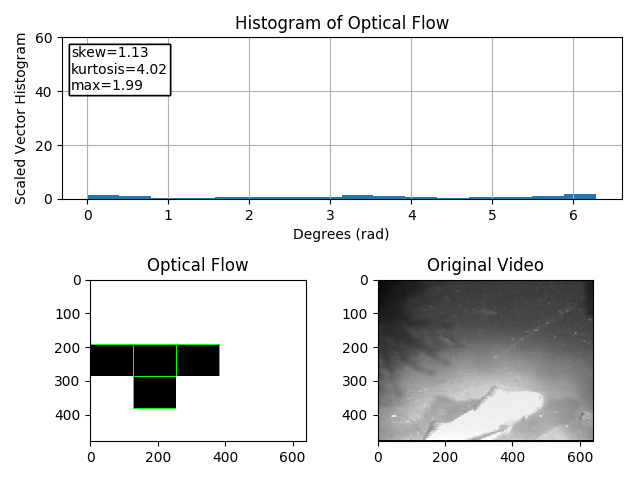 Histogram of Optical Flow
Scaled Vector Histogram
60
40
20
0
skew=1.13
kurtosis=4.02
max=1.99
0 1 2 3 4 5 6
Degrees (rad)
Optical Flow
0
100
200
300
400
0 200 400 600
Original Video
0
100
200
300
400
0 200 400 600